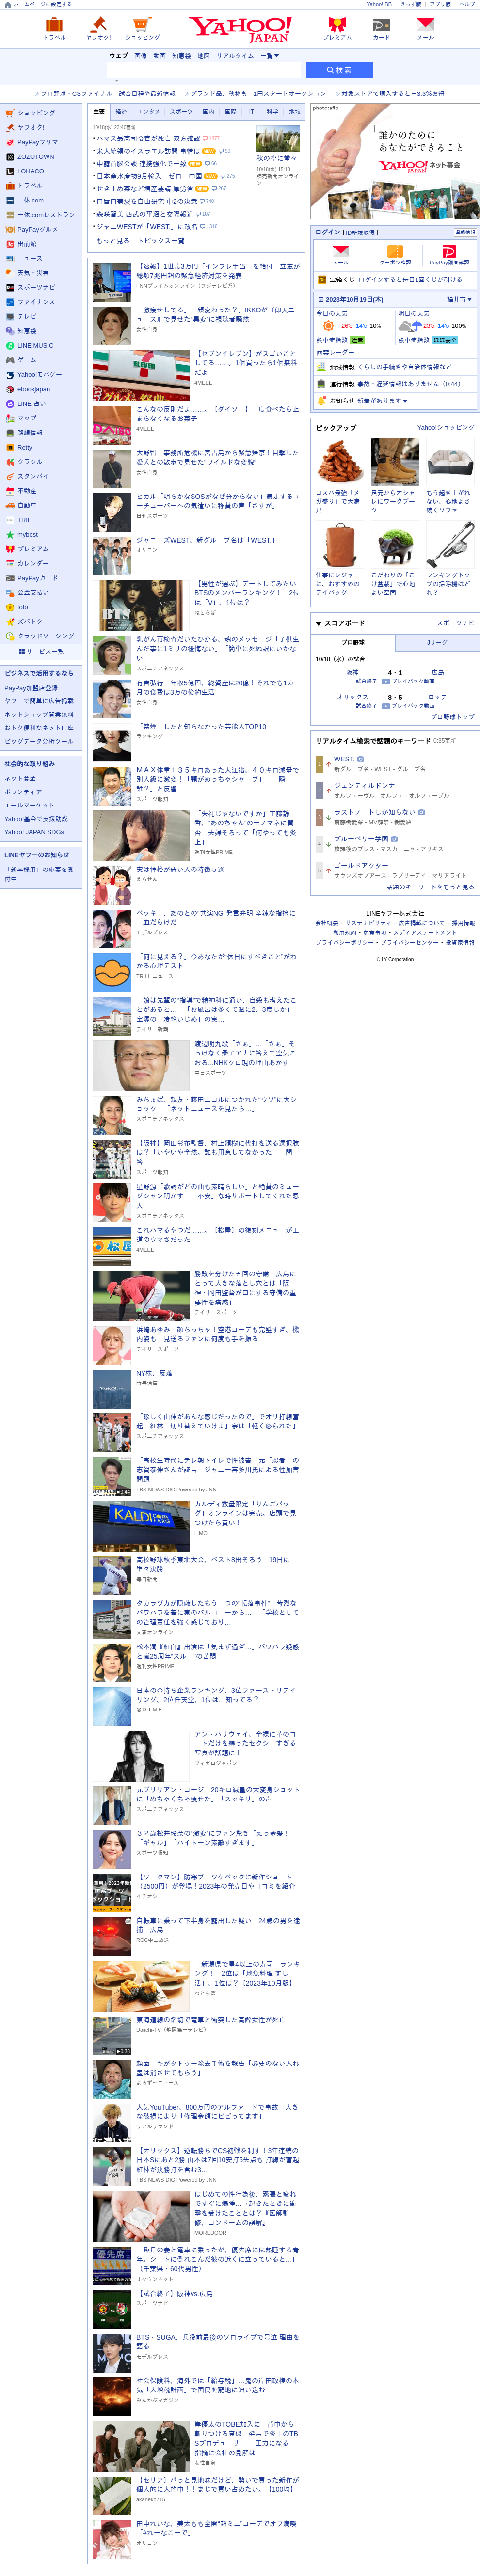 ホームページに設定する
Yahoo! BB
きっず版
アプリ版
ヘルプ
トラベル
ヤフオク!
ショッピング
YAHOO! JAPAN
プレミアム
カード
メール
ウェブ 画像 動画 知恵袋 地図 リアルタイム 一覧
検索
プロ野球・CSファイナル 試合日程や最新情報
ブランド品、秋物も 1円スタートオークション
対象ストアで購入すると＋3.3%お得
ショッピング
ヤフオク!
PayPayフリマ
ZOZOTOWN
LOHACO
トラベル
一休.com
一休.comレストラン
PayPayグルメ
出前館
ニュース
天気・災害
スポーツナビ
ファイナンス
テレビ
知恵袋
LINE MUSIC
ゲーム
Yahoo!モバゲー
ebookjapan
LINE 占い
マップ
路線情報
Retty
クラシル
スタンバイ
不動産
自動車
TRILL
mybest
プレミアム
カレンダー
PayPayカード
公金支払い
toto
ズバトク
クラウドソーシング
サービス一覧
ビジネスで活用するなら
PayPay加盟店登録
ヤフーで簡単に広告掲載
ネットショップ開業無料
おトク便利なネット口座
ビッグデータ分析ツール
社会的な取り組み
ネット募金
ボランティア
エールマーケット
Yahoo!基金で支援助成
Yahoo! JAPAN SDGs
LINEヤフーのお知らせ
「新卒採用」の応募を受付中
主要 経済 エンタメ スポーツ 国内 国際 IT 科学 地域
10/18(水) 23:40更新
ハマス最高司令官が死亡 双方確認
米大統領のイスラエル訪問 事情は NEW
中露首脳会談 連携強化で一致 NEW
日本産水産物9月輸入「ゼロ」中国 NEW 275
せき止め薬など増産要請 厚労省 NEW 267
口唇口蓋裂を自由研究 中2の決意
森咲智美 西武の平沼と交際報道 107
ジャニWESTが「WEST.」に改名 1316
もっと見る トピックス一覧
秋の空に堂々
10/18(水) 15:10
読売新聞オンライン
【速報】1世帯3万円「インフレ手当」を給付 立憲が総額7兆円超の緊急経済対策を発表
FNNプライムオンライン（フジテレビ系）
「激痩せしてる」「顔変わった？」IKKOが『仰天ニュース』で見せた“異変”に視聴者騒然
女性自身
【セブンイレブン】がスゴいことしてる……。1個買ったら1個無料だよ
4MEEE
こんなの反則だよ……。【ダイソー】一度食べたら止まらなくなるお菓子
4MEEE
大野智 事務所危機に宮古島から緊急帰京！目撃した愛犬との散歩で見せた“ワイルドな変貌”
女性自身
ヒカル「明らかなSOSがなぜ分からない」暴走するユーチューバーへの気遣いに称賛の声「さすが」
日刊スポーツ
ジャニーズWEST、新グループ名は「WEST.」
オリコン
【男性が選ぶ】デートしてみたいBTSのメンバーランキング！ 2位は「V」、1位は？
ねとらぼ
乳がん再検査だいたひかる、魂のメッセージ「子供生んだ事に1ミリの後悔ない」「簡単に死ぬ訳にいかない」
スポニチアネックス
有吉弘行 年収5億円、総資産は20億！それでも1カ月の食費は3万の倹約生活
女性自身
「禁煙」したと知らなかった芸能人TOP10
ランキングー！
ＭＡＸ体重１３５キロあった大江裕、４０キロ減量で別人級に激変！「顎がめっちゃシャープ」「一瞬誰？」と反響
スポーツ報知
「失礼じゃないですか」工藤静香、“あのちゃん”のモノマネに賛否 夫婦そろって「何やっても炎上」
週刊女性PRIME
実は性格が悪い人の特徴５選
えらせん
ベッキー、あのとの“共演NG”発言弁明 辛辣な指摘に「血だらけだ」
モデルプレス
「何に見える？」今あなたが“休日にすべきこと”がわかる心理テスト
TRILL ニュース
「娘は先輩の“指導”で精神科に通い、自殺も考えたことがあると…」「お風呂は多くて週に2、3度しか」宝塚の「凄絶いじめ」の実…
デイリー新潮
渡辺明九段「さぁ」…「さぁ」そっけなく桑子アナに答えて空気こおる...NHKクロ現の理由あかす
中日スポーツ
みちょぱ、親友・藤田ニコルにつかれた“ウソ”に大ショック！「ネットニュースを見たら…」
スポニチアネックス
【阪神】岡田彰布監督、村上頌樹に代打を送る選択肢は？「いやいや全然。誰も用意してなかった」一問一答
スポーツ報知
星野源「歌詞がどの曲も素晴らしい」と絶賛のミュージシャン明かす 「不安」な時サポートしてくれた恩人
スポニチアネックス
これハマるやつだ……。【松屋】の復刻メニューが王道のウマさだった
4MEEE
勝敗を分けた五回の守備 広島にとって大きな落とし穴とは「阪神・岡田監督が口にする守備の重要性を痛感」
デイリースポーツ
浜崎あゆみ 顔ちっちゃ！空港コーデも完璧すぎ、機内姿も 見送るファンに何度も手を振る
デイリースポーツ
NY株、反落
時事通信
「珍しく由伸があんな感じだったので」でオリ打線奮起 紅林「切り替えていけよ」宗は「軽く怒られた」
スポニチアネックス
「高校生時代にテレ朝トイレで性被害」元「忍者」の志賀泰伸さんが証言 ジャニー喜多川氏による性加害問題
TBS NEWS DIG Powered by JNN
カルディ数量限定「りんごバッグ」オンラインは完売。店頭で見つけたら買い！
LIMO
高校野球秋季東北大会、ベスト8出そろう 19日に準々決勝
毎日新聞
タカラヅカが隠蔽したもう一つの“転落事件”「苛烈なパワハラを苦に寮のバルコニーから…」「学校としての管理責任を強く感じており…
文春オンライン
松本潤『紅白』出演は「気まず過ぎ…」パワハラ疑惑と嵐25周年“スルー”の苦悶
週刊女性PRIME
日本の金持ち企業ランキング、3位ファーストリテイリング、2位任天堂、1位は…知ってる？
＠ＤＩＭＥ
アン・ハサウェイ、全裸に革のコートだけを纏ったセクシーすぎる写真が話題に！
フィガロジャポン
元ブリリアン・コージ 20キロ減量の大変身ショットに「めちゃくちゃ痩せた」「スッキリ」の声
スポニチアネックス
３２歳松井玲奈の“激変”にファン驚き「えっ金髪！」「ギャル」「ハイトーン素敵すぎます」
スポーツ報知
【ワークマン】防寒ブーツケベックに新作ショート（2500円）が登場！2023年の発売日や口コミを紹介
イチオシ
自転車に乗って下半身を露出した疑い 24歳の男を逮捕 広島
RCC中国放送
「新潟県で星4以上の寿司」ランキング！ 2位は「地魚料理 すし活」、1位は？【2023年10月版】
ねとらぼ
東海道線の踏切で電車と衝突した高齢女性が死亡
Daiichi-TV（静岡第一テレビ）
顔面ニキがタトゥー除去手術を報告「必要のない入れ墨は消させてもらう」
よろず～ニュース
人気YouTuber、800万円のアルファードで事故 大きな破損により「修理金額にビビってます」
リアルサウンド
【オリックス】逆転勝ちでCS初戦を制す！3年連続の日本Sにあと2勝 山本は7回10安打5失点も 打線が奮起 紅林が決勝打を含む3…
TBS NEWS DIG Powered by JNN
はじめての性行為後、緊張と疲れですぐに爆睡…→起きたときに衝撃を受けたこととは？『医師監修、コンドームの誤解』
MOREDOOR
「臨月の妻と電車に乗ったが、優先席には熟睡する青年。シートに倒れこんだ彼の近くに立っていると…」（千葉県・60代男性）
Ｊタウンネット
【試合終了】阪神vs.広島
スポーツナビ
BTS・SUGA、兵役前最後のソロライブで号泣 理由を語る
モデルプレス
社会保険料、海外では「給与税」…鬼の岸田政権の本気「大増税計画」で国民を窮地に追い込む
みんかぶマガジン
岸優太のTOBE加入に「背中から斬りつける真似」発言で炎上のTBSプロデューサー 「圧力になる」指摘に会社の見解は
女性自身
【セリア】パっと見地味だけど、勢いで買った新作が個人的に大的中！！まじで買い占めたい。【100均】
akaneko715
田中れいな、美太もも全開“超ミニ”コーデでオフ満喫「#れーなこーで」
オリコン
photo:aflo
誰かのために
あなたができること
YAHOO! JAPAN ネット募金
ログイン [ID新規取得]
登録情報
メール
クーポン確認
PayPay残高確認
宝箱くじ ログインすると毎日1回くじが引ける
2023年10月19日(木)
福井市
今日の天気
26℃ 14℃ 10%
明日の天気
23℃ 14℃ 100%
熱中症指数 注意
熱中症指数 ほぼ安全
雨雲レーダー
地域情報 くらしの手続きや自治体情報など
運行情報 事故・遅延情報はありません（0:44）
お知らせ 新着があります
ピックアップ
Yahoo!ショッピング
コスパ最強「メガ盛り」で大満足
足元からオシャレにワークブーツ
もう起き上がれない、心地よさ続くソファ
仕事にレジャーに、おすすめのデイバッグ
こだわりの「こけ盆栽」で心地よい空間
ランキングトップの掃除機はどれ？
スコアボード
スポーツナビ
プロ野球
Jリーグ
10/18（水）の試合
阪神 4 - 1 広島
試合終了 プレイバック動画
オリックス 8 - 5 ロッテ
試合終了 プレイバック動画
プロ野球トップ
リアルタイム検索で話題のキーワード 0:35更新
1 WEST.
新グループ名 - WEST - グループ名
2 ジェンティルドンナ
オルフェーヴル - オルフェ - オルフェーブル
3 ラストノートしか知らない
齋藤樹愛羅 - MV解禁 - 樹愛羅
4 ブルーベリー学園
放課後のブレス - マスカーニャ - アリキス
5 ゴールドアクター
サウンズオブアース - ラブリーデイ - マリアライト
話題のキーワードをもっと見る
LINEヤフー株式会社
会社概要 - サステナビリティ - 広告掲載について - 採用情報
利用規約 - 免責事項 - メディアステートメント
プライバシーポリシー - プライバシーセンター - 投資家情報
© LY Corporation